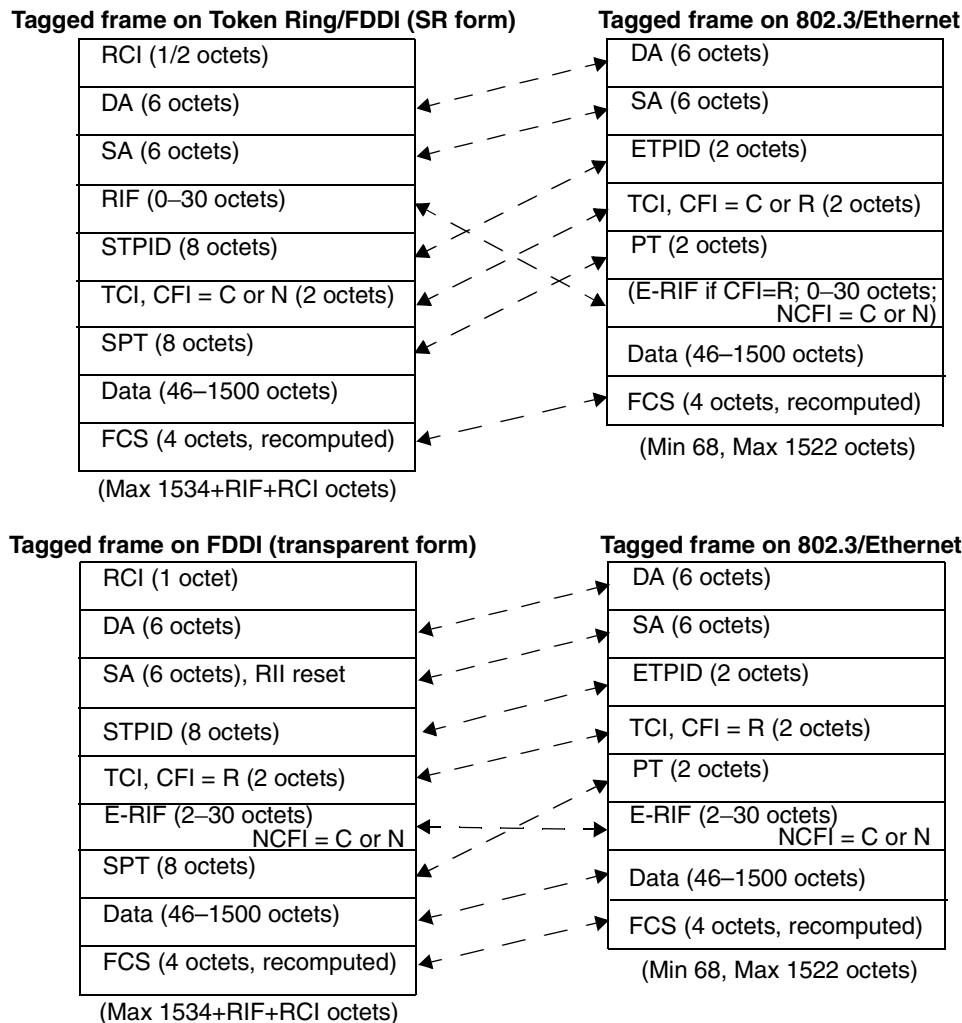 Tagged frame on Token Ring/FDDI (SR form)
RCI (1/2 octets)
DA (6 octets)
SA (6 octets)
RIF (0–30 octets)
STPID (8 octets)
TCI, CFI = C or N (2 octets)
SPT (8 octets)
Data (46–1500 octets)
FCS (4 octets, recomputed)
(Max 1534+RIF+RCI octets)
Tagged frame on 802.3/Ethernet
DA (6 octets)
SA (6 octets)
ETPID (2 octets)
TCI, CFI = C or R (2 octets)
PT (2 octets)
(E-RIF if CFI=R; 0–30 octets;
NCFI = C or N)
Data (46–1500 octets)
FCS (4 octets, recomputed)
(Min 68, Max 1522 octets)
Tagged frame on FDDI (transparent form)
RCI (1 octet)
DA (6 octets)
SA (6 octets), RII reset
STPID (8 octets)
TCI, CFI = R (2 octets)
E-RIF (2–30 octets)
NCFI = C or N
SPT (8 octets)
Data (46–1500 octets)
FCS (4 octets, recomputed)
(Max 1534+RIF+RCI octets)
Tagged frame on 802.3/Ethernet
DA (6 octets)
SA (6 octets)
ETPID (2 octets)
TCI, CFI = R (2 octets)
PT (2 octets)
E-RIF (2–30 octets)
NCFI = C or N
Data (46–1500 octets)
FCS (4 octets, recomputed)
(Min 68, Max 1522 octets)